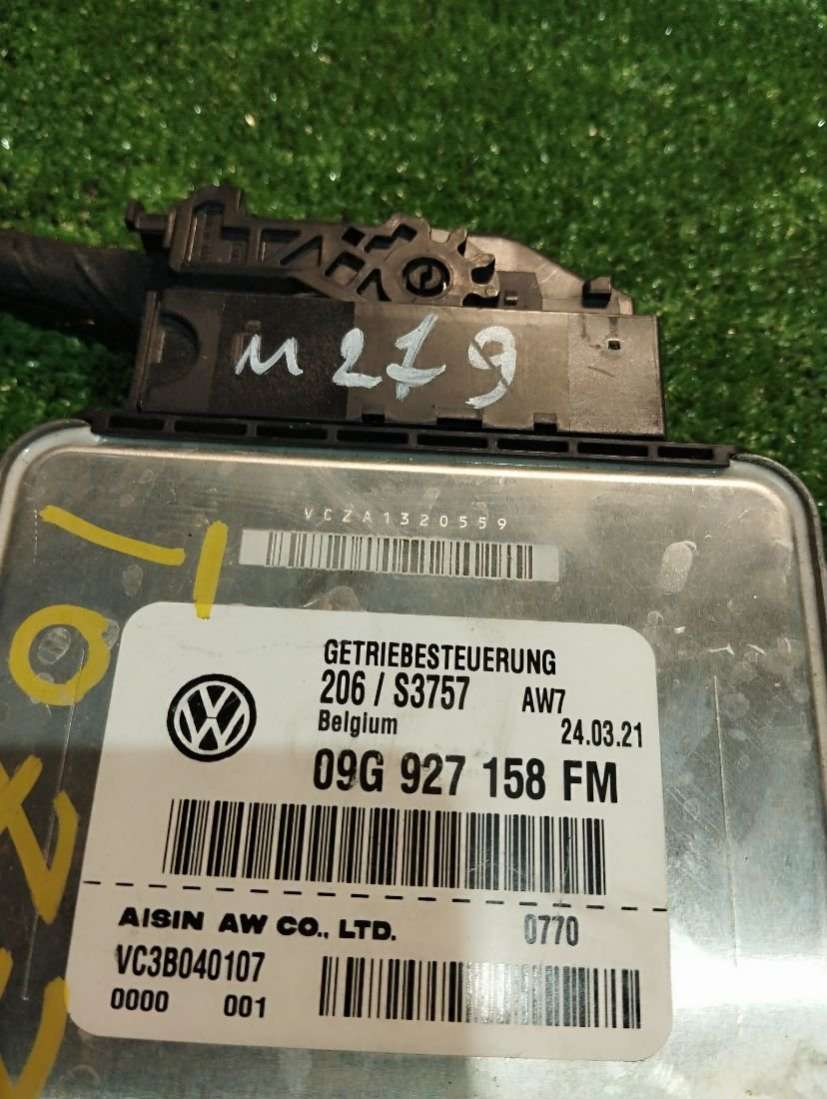 M 219
VCZA1320559
GETRIEBESTEUERUNG
206 / S3757 AW7
Belgium 24.03.21
09G 927 158 FM
AISIN AW CO., LTD. 0770
VC3B040107
0000 001